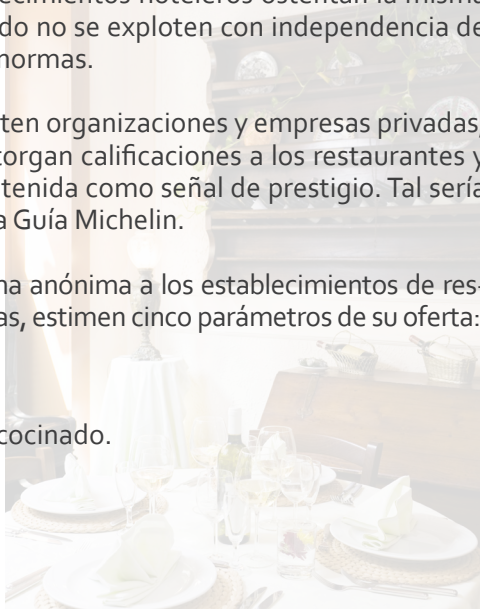 ecimientos hoteleros ostentan la misma
do no se exploten con independencia de
normas.
ten organizaciones y empresas privadas,
torgan calificaciones a los restaurantes y
tenida como señal de prestigio. Tal sería
a Guía Michelin.
na anónima a los establecimientos de res-
as, estimen cinco parámetros de su oferta:
cocinado.